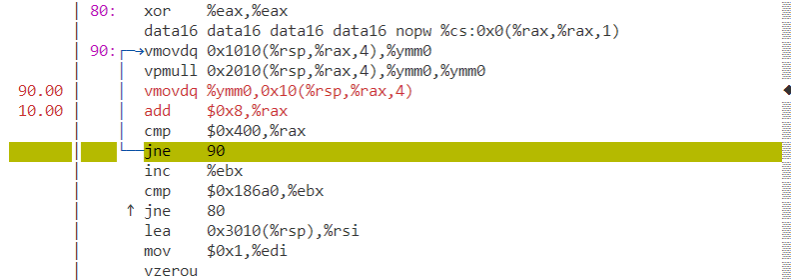 80: xor %eax,%eax
data16 data16 data16 data16 nopw %cs:0x0(%rax,%rax,1)
90: vmovdq 0x1010(%rsp,%rax,4),%ymm0
vpmull 0x2010(%rsp,%rax,4),%ymm0,%ymm0
90.00 vmovdq %ymm0,0x10(%rsp,%rax,4)
10.00 add $0x8,%rax
cmp $0x400,%rax
jne 90
inc %ebx
cmp $0x186a0,%ebx
↑ jne 80
lea 0x3010(%rsp),%rsi
mov $0x1,%edi
vzerou